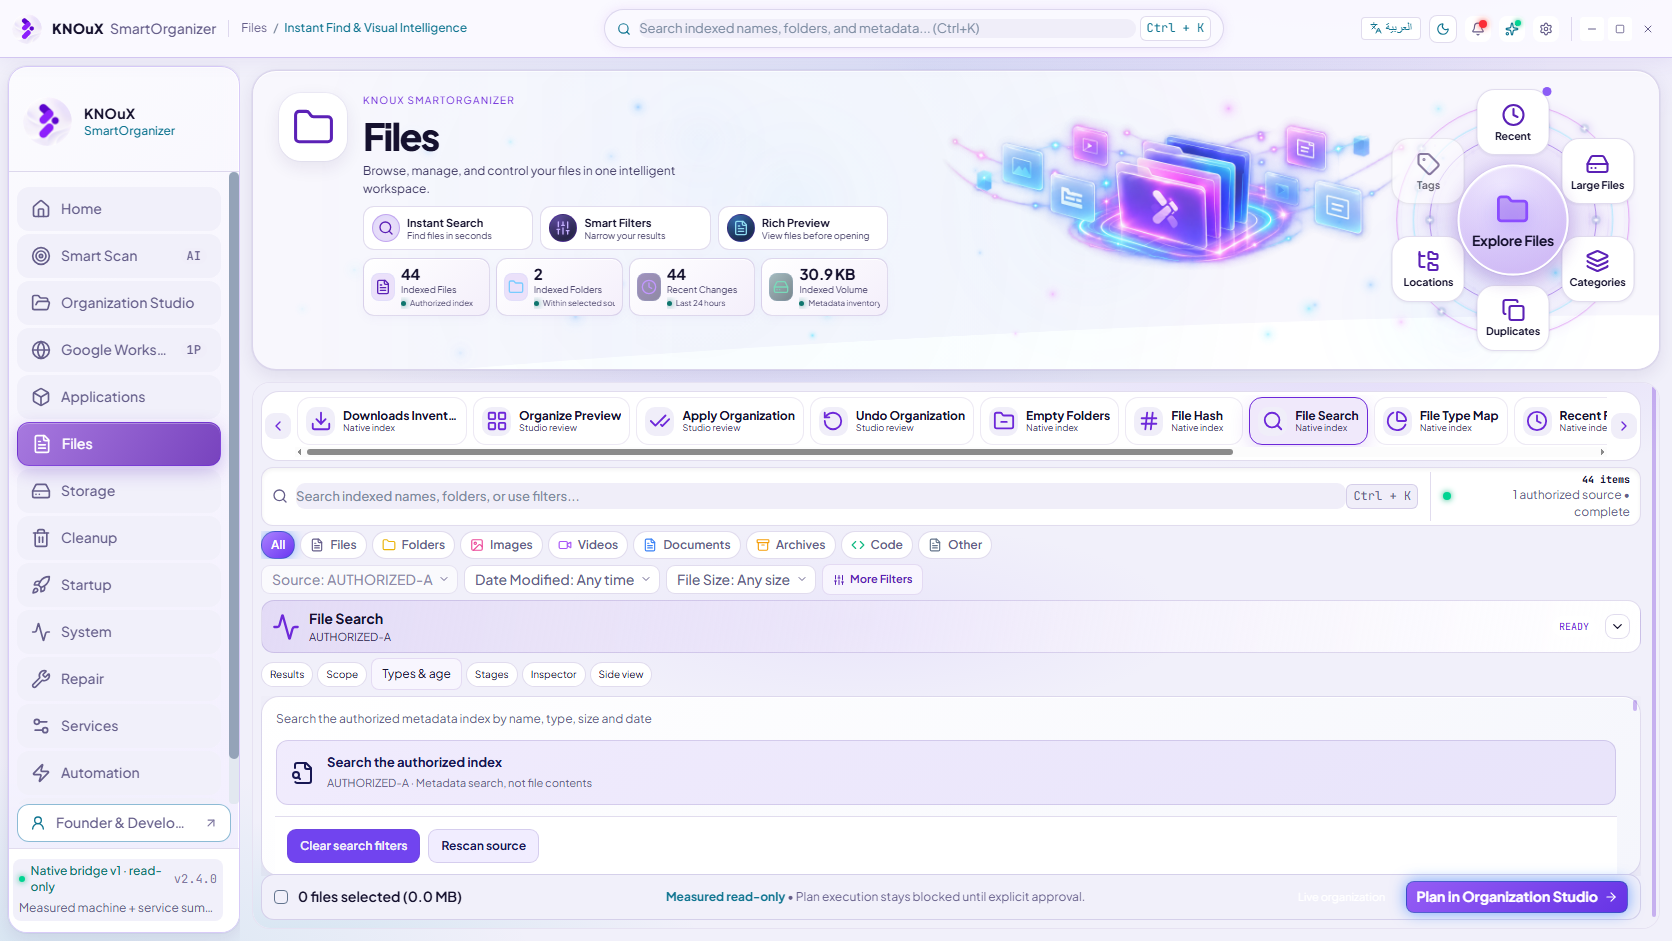 KNOuX SmartOrganizer
Files / Instant Find & Visual Intelligence
Search indexed names, folders, and metadata... (Ctrl+K)
Ctrl + K
العربية
KNOuX
SmartOrganizer
Home
Smart Scan AI
Organization Studio
Google Works... 1P
Applications
Files
Storage
Cleanup
Startup
System
Repair
Services
Automation
Founder & Develo...
Native bridge v1 · read-only
v2.4.0
Measured machine + service sum...
KNOUX SMARTORGANIZER
Files
Browse, manage, and control your files in one intelligent
workspace.
Instant Search
Find files in seconds
Smart Filters
Narrow your results
Rich Preview
View files before opening
44
Indexed Files
Authorized index
2
Indexed Folders
Within selected sou
44
Recent Changes
Last 24 hours
30.9 KB
Indexed Volume
Metadata inventory
Recent
Tags
Large Files
Explore Files
Locations
Categories
Duplicates
Downloads Invent...
Native index
Organize Preview
Studio review
Apply Organization
Studio review
Undo Organization
Studio review
Empty Folders
Native index
File Hash
Native index
File Search
Native index
File Type Map
Native index
Recent F
Native inde
Search indexed names, folders, or use filters...
Ctrl + K
44 items
1 authorized source •
complete
All
Files
Folders
Images
Videos
Documents
Archives
Code
Other
Source: AUTHORIZED-A
Date Modified: Any time
File Size: Any size
More Filters
File Search
AUTHORIZED-A
READY
Results
Scope
Types & age
Stages
Inspector
Side view
Search the authorized metadata index by name, type, size and date
Search the authorized index
AUTHORIZED-A · Metadata search, not file contents
Clear search filters
Rescan source
0 files selected (0.0 MB)
Measured read-only • Plan execution stays blocked until explicit approval.
Live organization
Plan in Organization Studio